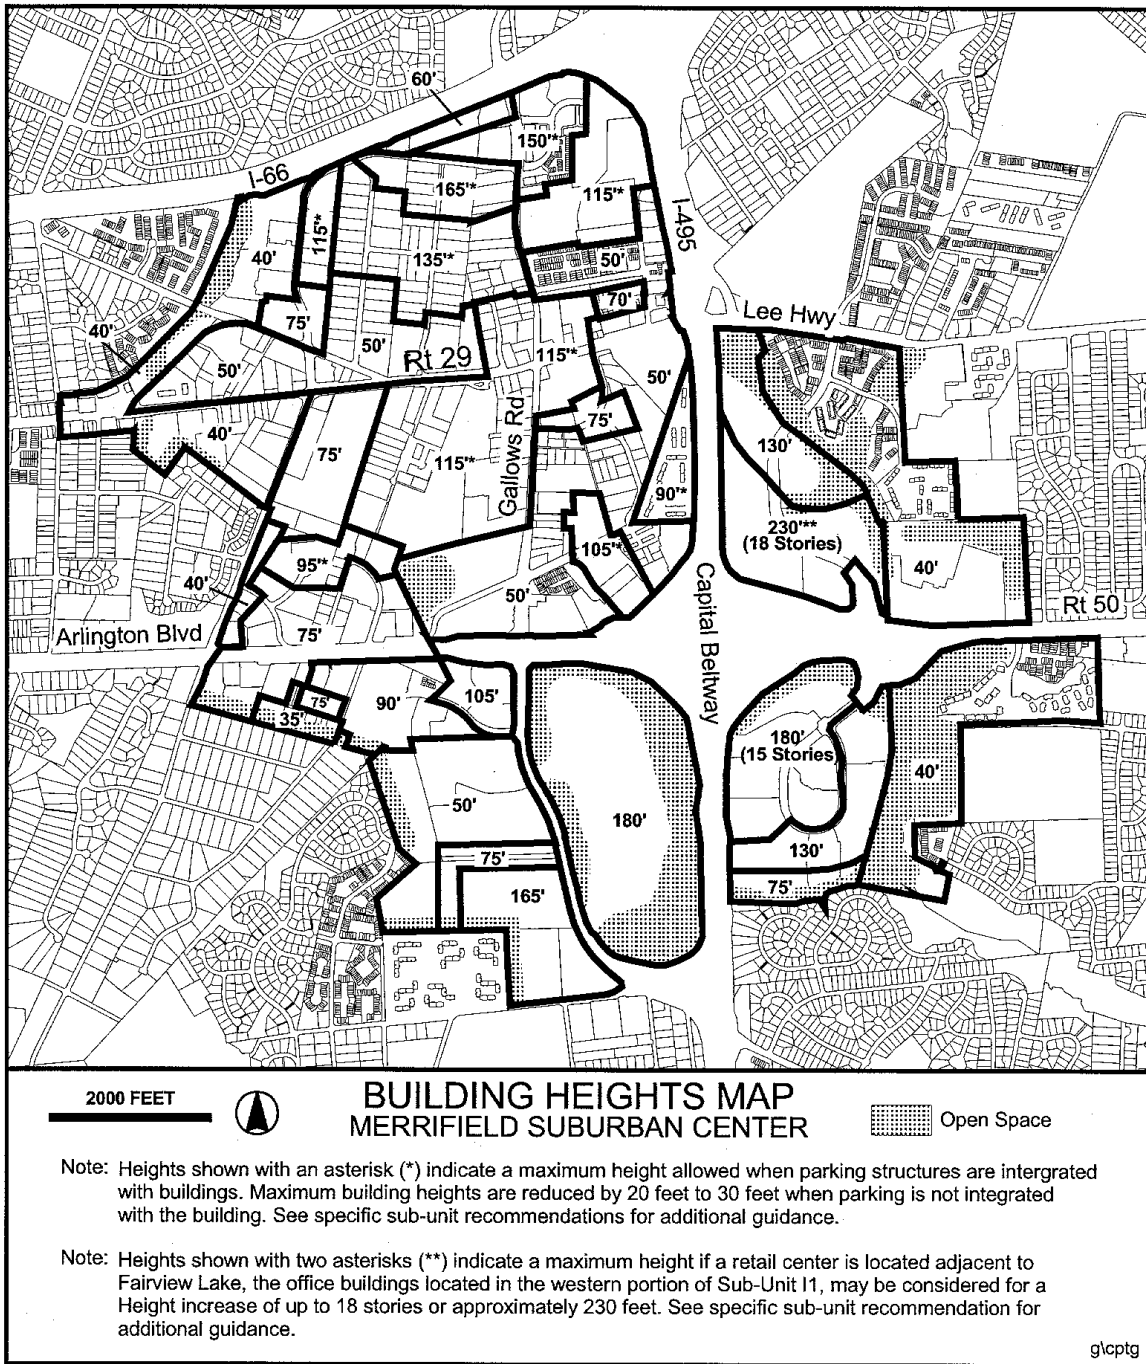 60'
150'*
I-66
165'*
115'*
I-495
115'*
40'
135'*
50'
70'
Lee Hwy
75'
40'
50'
50'
Rt 29
115'*
50'
Gallows Rd
75'
130'
40'
75'
115'*
90'*
230'**
(18 Stories)
105'*
95'*
40'
40'
50'
Capital Beltway
Rt 50
Arlington Blvd
75'
105'
90'
75'
35'
180'
(15 Stories)
40'
50'
180'
130'
75'
75'
165'
2000 FEET
BUILDING HEIGHTS MAP
MERRIFIELD SUBURBAN CENTER
Open Space
Note: Heights shown with an asterisk (*) indicate a maximum height allowed when parking structures are intergrated
with buildings. Maximum building heights are reduced by 20 feet to 30 feet when parking is not integrated
with the building. See specific sub-unit recommendations for additional guidance.
Note: Heights shown with two asterisks (**) indicate a maximum height if a retail center is located adjacent to
Fairview Lake, the office buildings located in the western portion of Sub-Unit I1, may be considered for a
Height increase of up to 18 stories or approximately 230 feet. See specific sub-unit recommendation for
additional guidance.
g\cptg